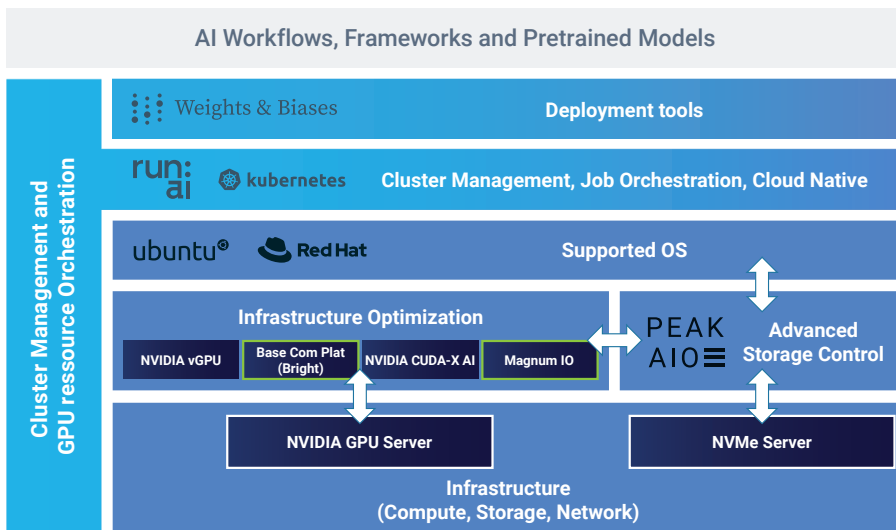 AI Workflows, Frameworks and Pretrained Models
Cluster Management and
GPU ressource Orchestration
Weights & Biases
Deployment tools
run:
ai
kubernetes
Cluster Management, Job Orchestration, Cloud Native
ubuntu
Red Hat
Supported OS
Infrastructure Optimization
NVIDIA vGPU
Base Com Plat
(Bright)
NVIDIA CUDA-X AI
Magnum IO
PEAK
AIO
Advanced
Storage Control
NVIDIA GPU Server
NVMe Server
Infrastructure
(Compute, Storage, Network)